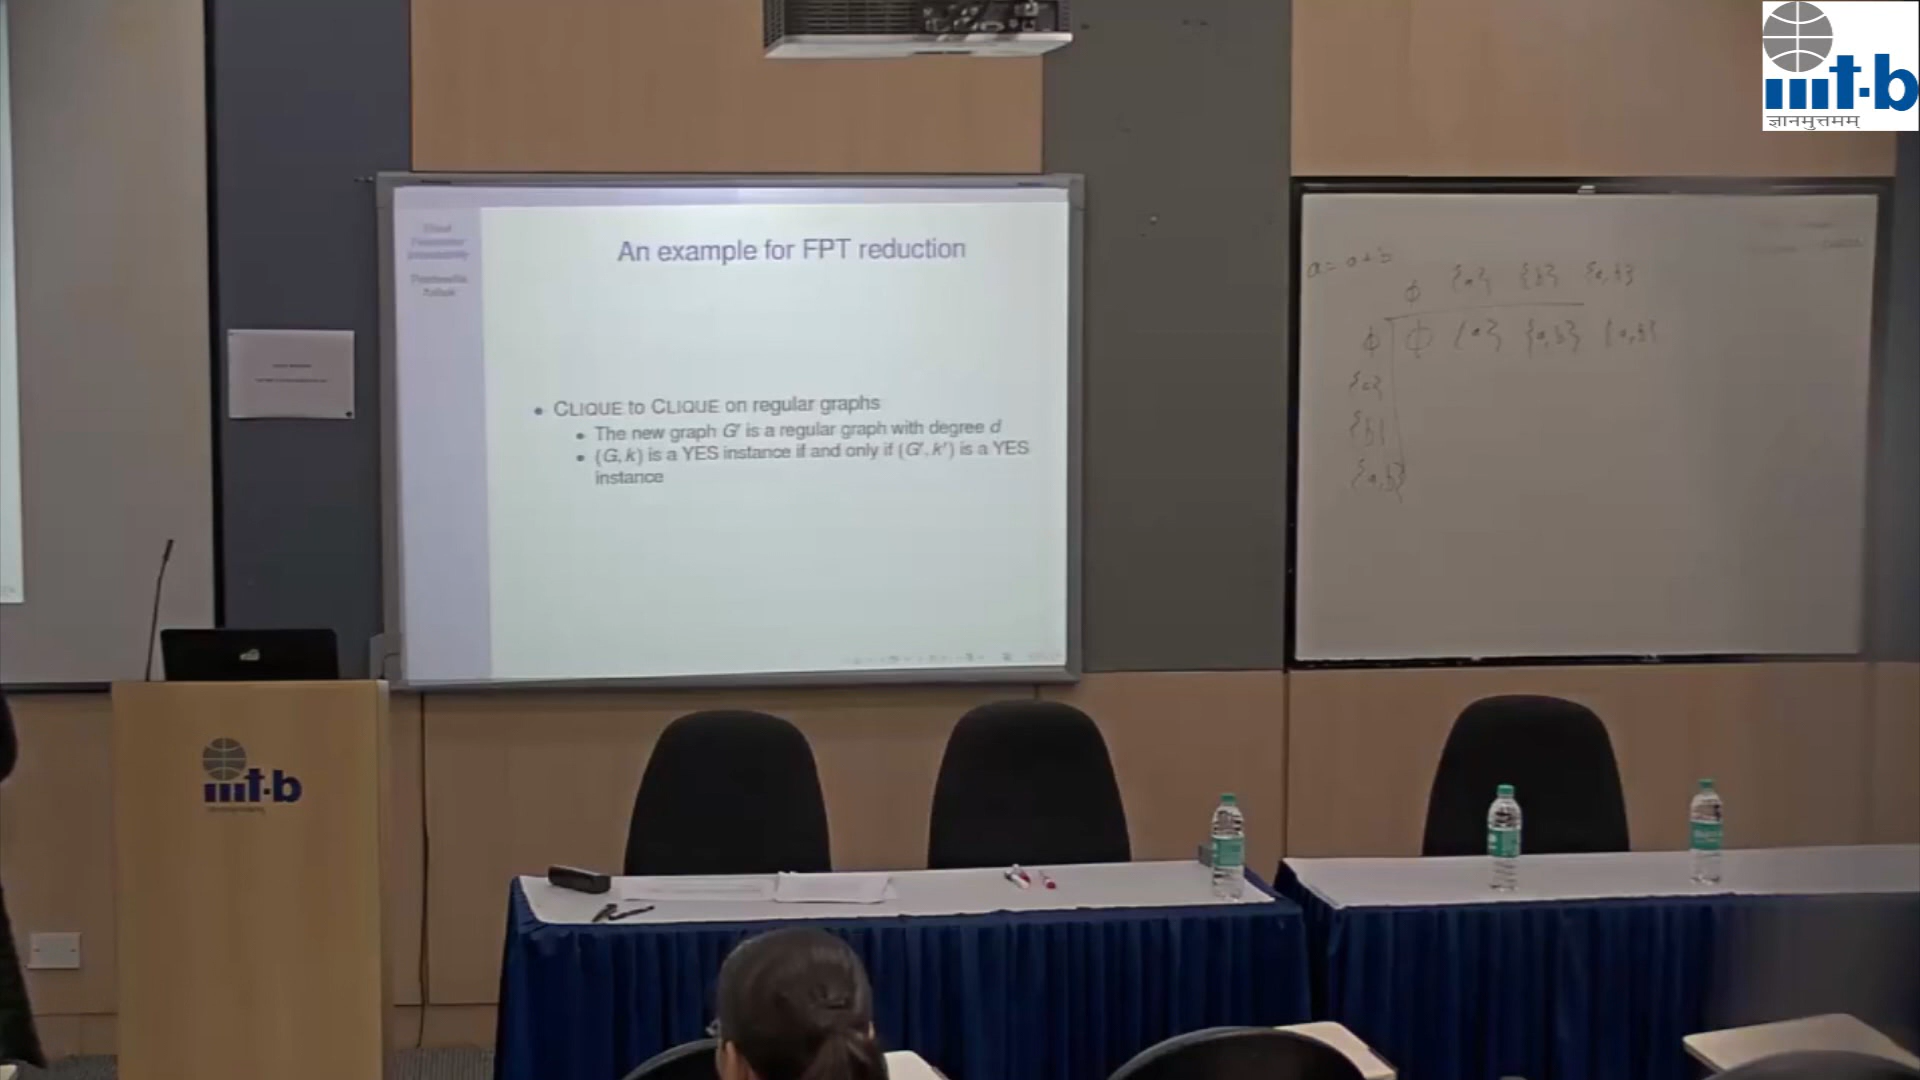 iiit-b
ज्ञानमुत्तमम्
An example for FPT reduction
• CLIQUE to CLIQUE on regular graphs
• The new graph G' is a regular graph with degree d
• (G, k) is a YES instance if and only if (G', k') is a YES
instance
a = a + b
ϕ {a} {b} {a,b}
ϕ ϕ {a} {a,b} {a,b}
{a}
{b}
{a,b}
iiit-b